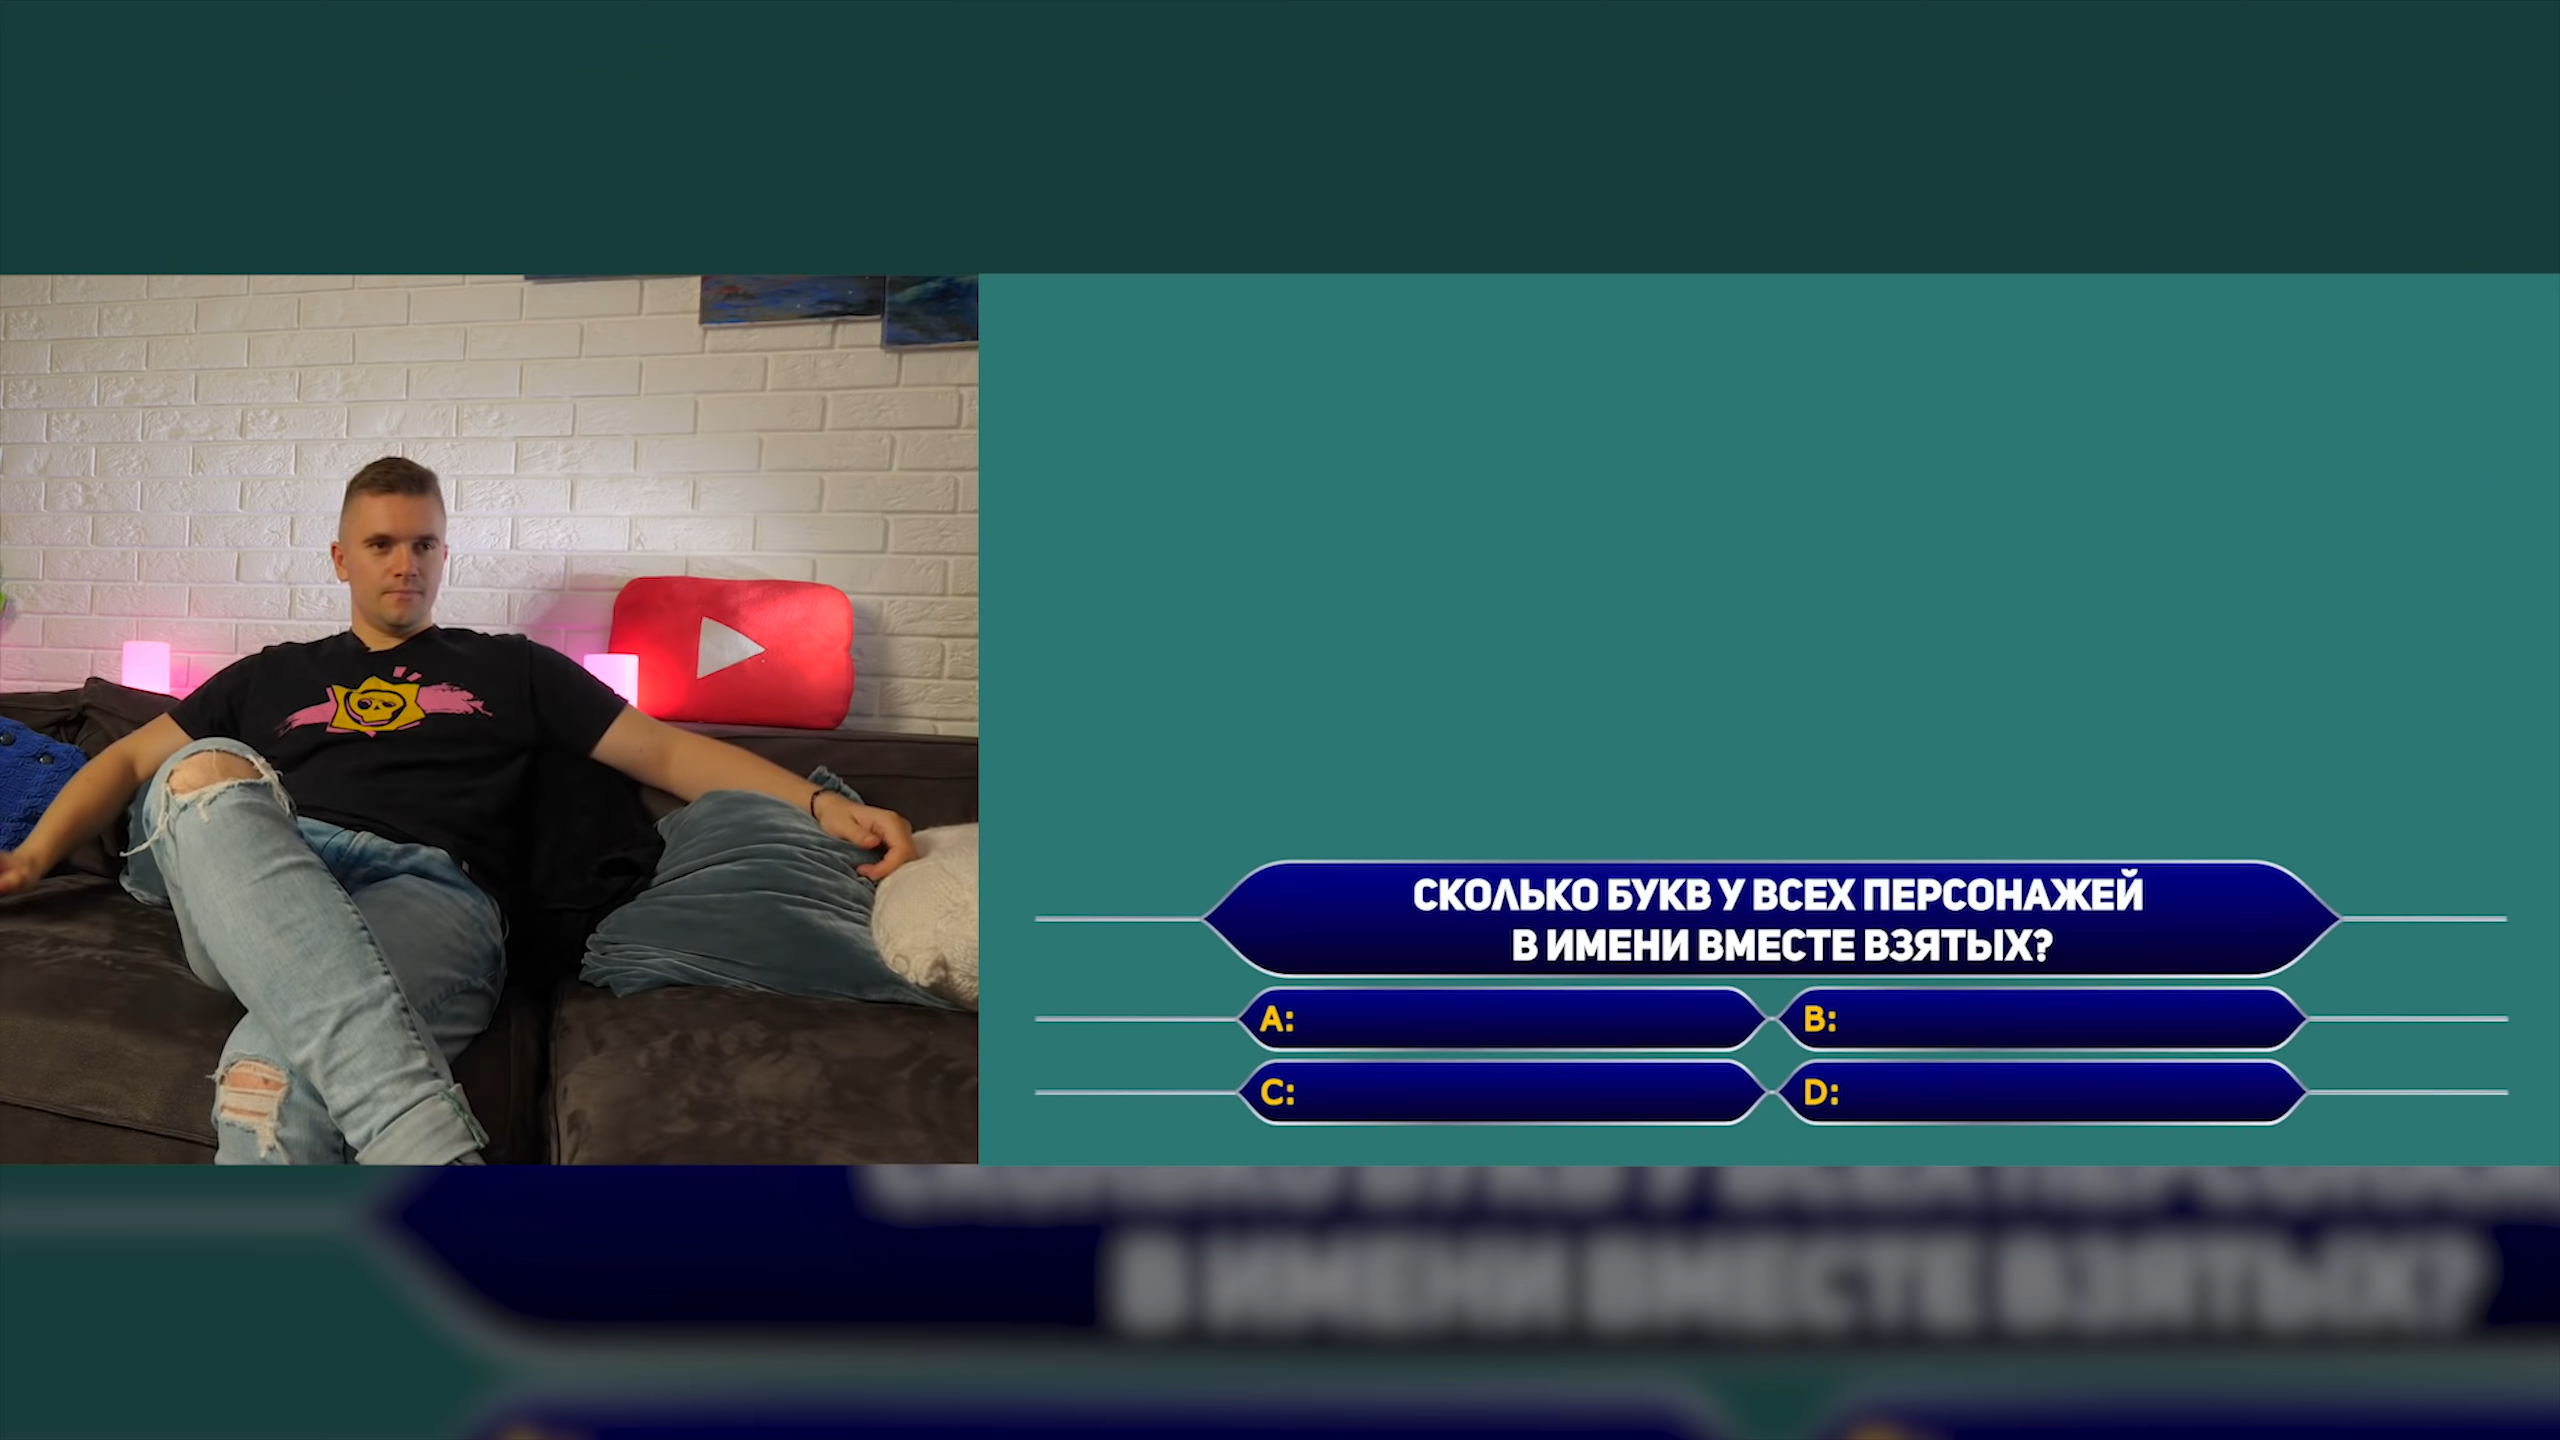 СКОЛЬКО БУКВ У ВСЕХ ПЕРСОНАЖЕЙ
В ИМЕНИ ВМЕСТЕ ВЗЯТЫХ?
A:
B:
C:
D: